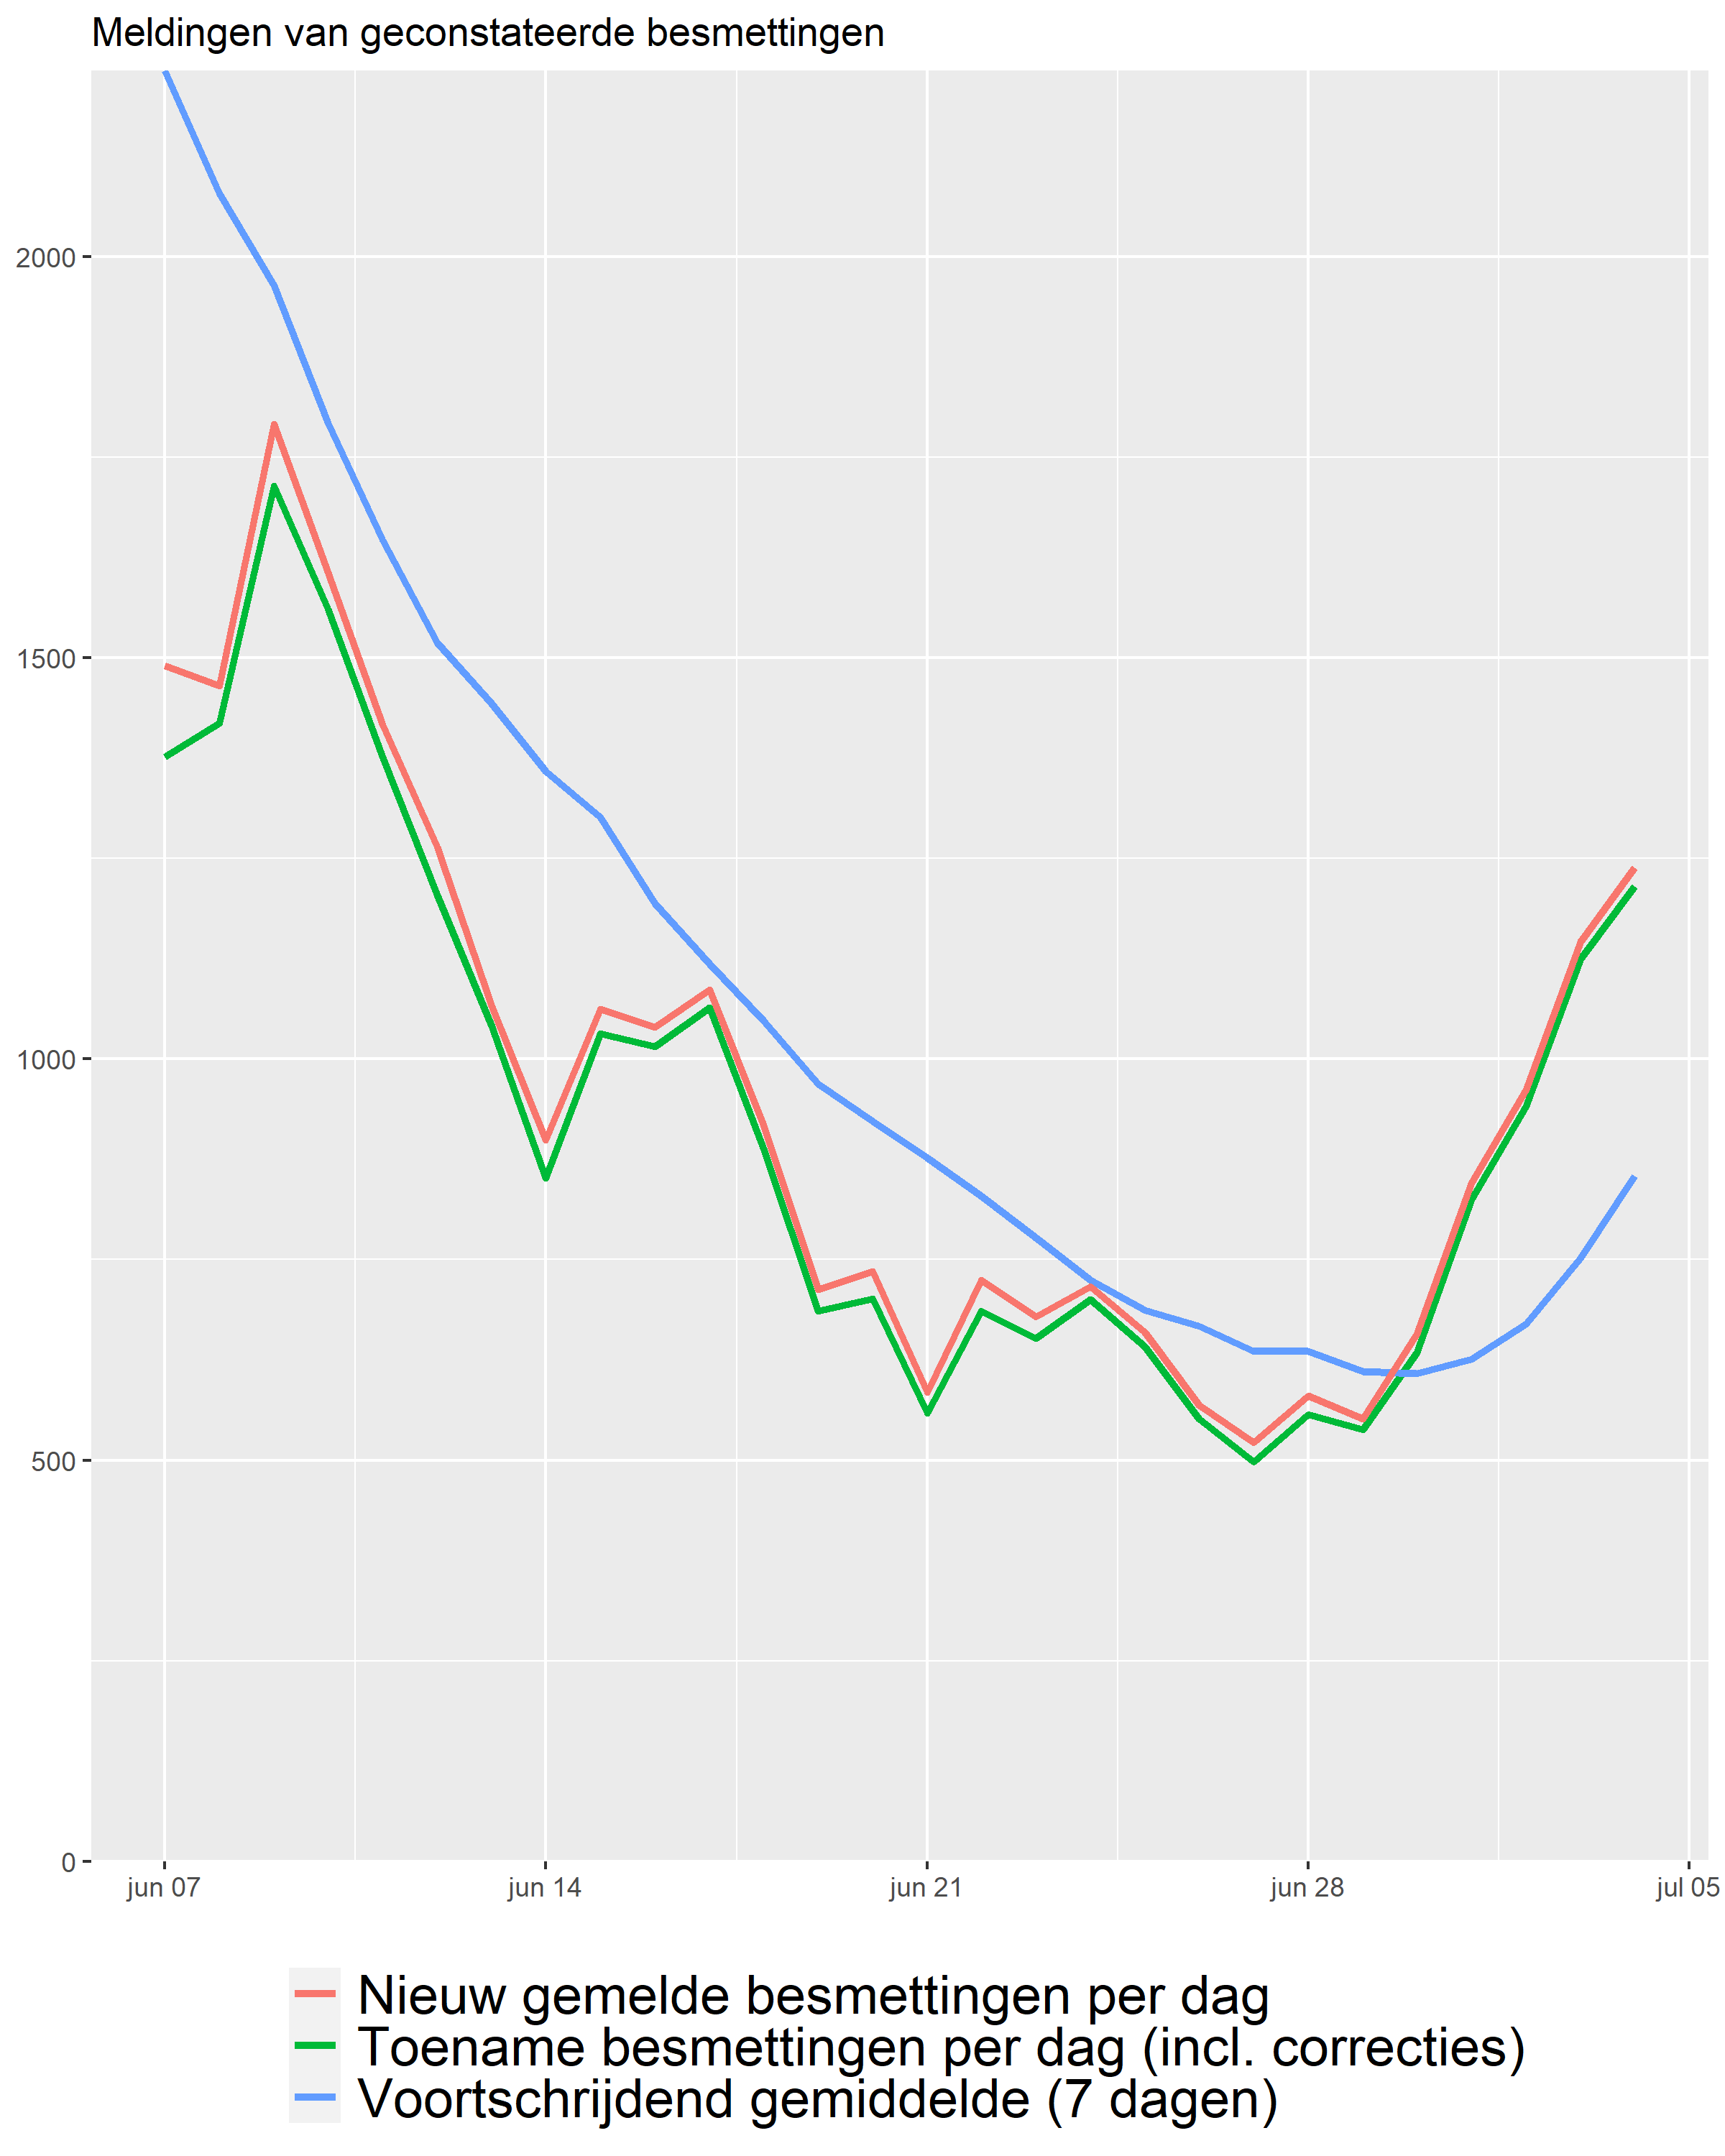 Meldingen van geconstateerde besmettingen
2000
1500
1000
500
0
jun 07 jun 14 jun 21 jun 28 jul 05
Nieuw gemelde besmettingen per dag
Toename besmettingen per dag (incl. correcties)
Voortschrijdend gemiddelde (7 dagen)